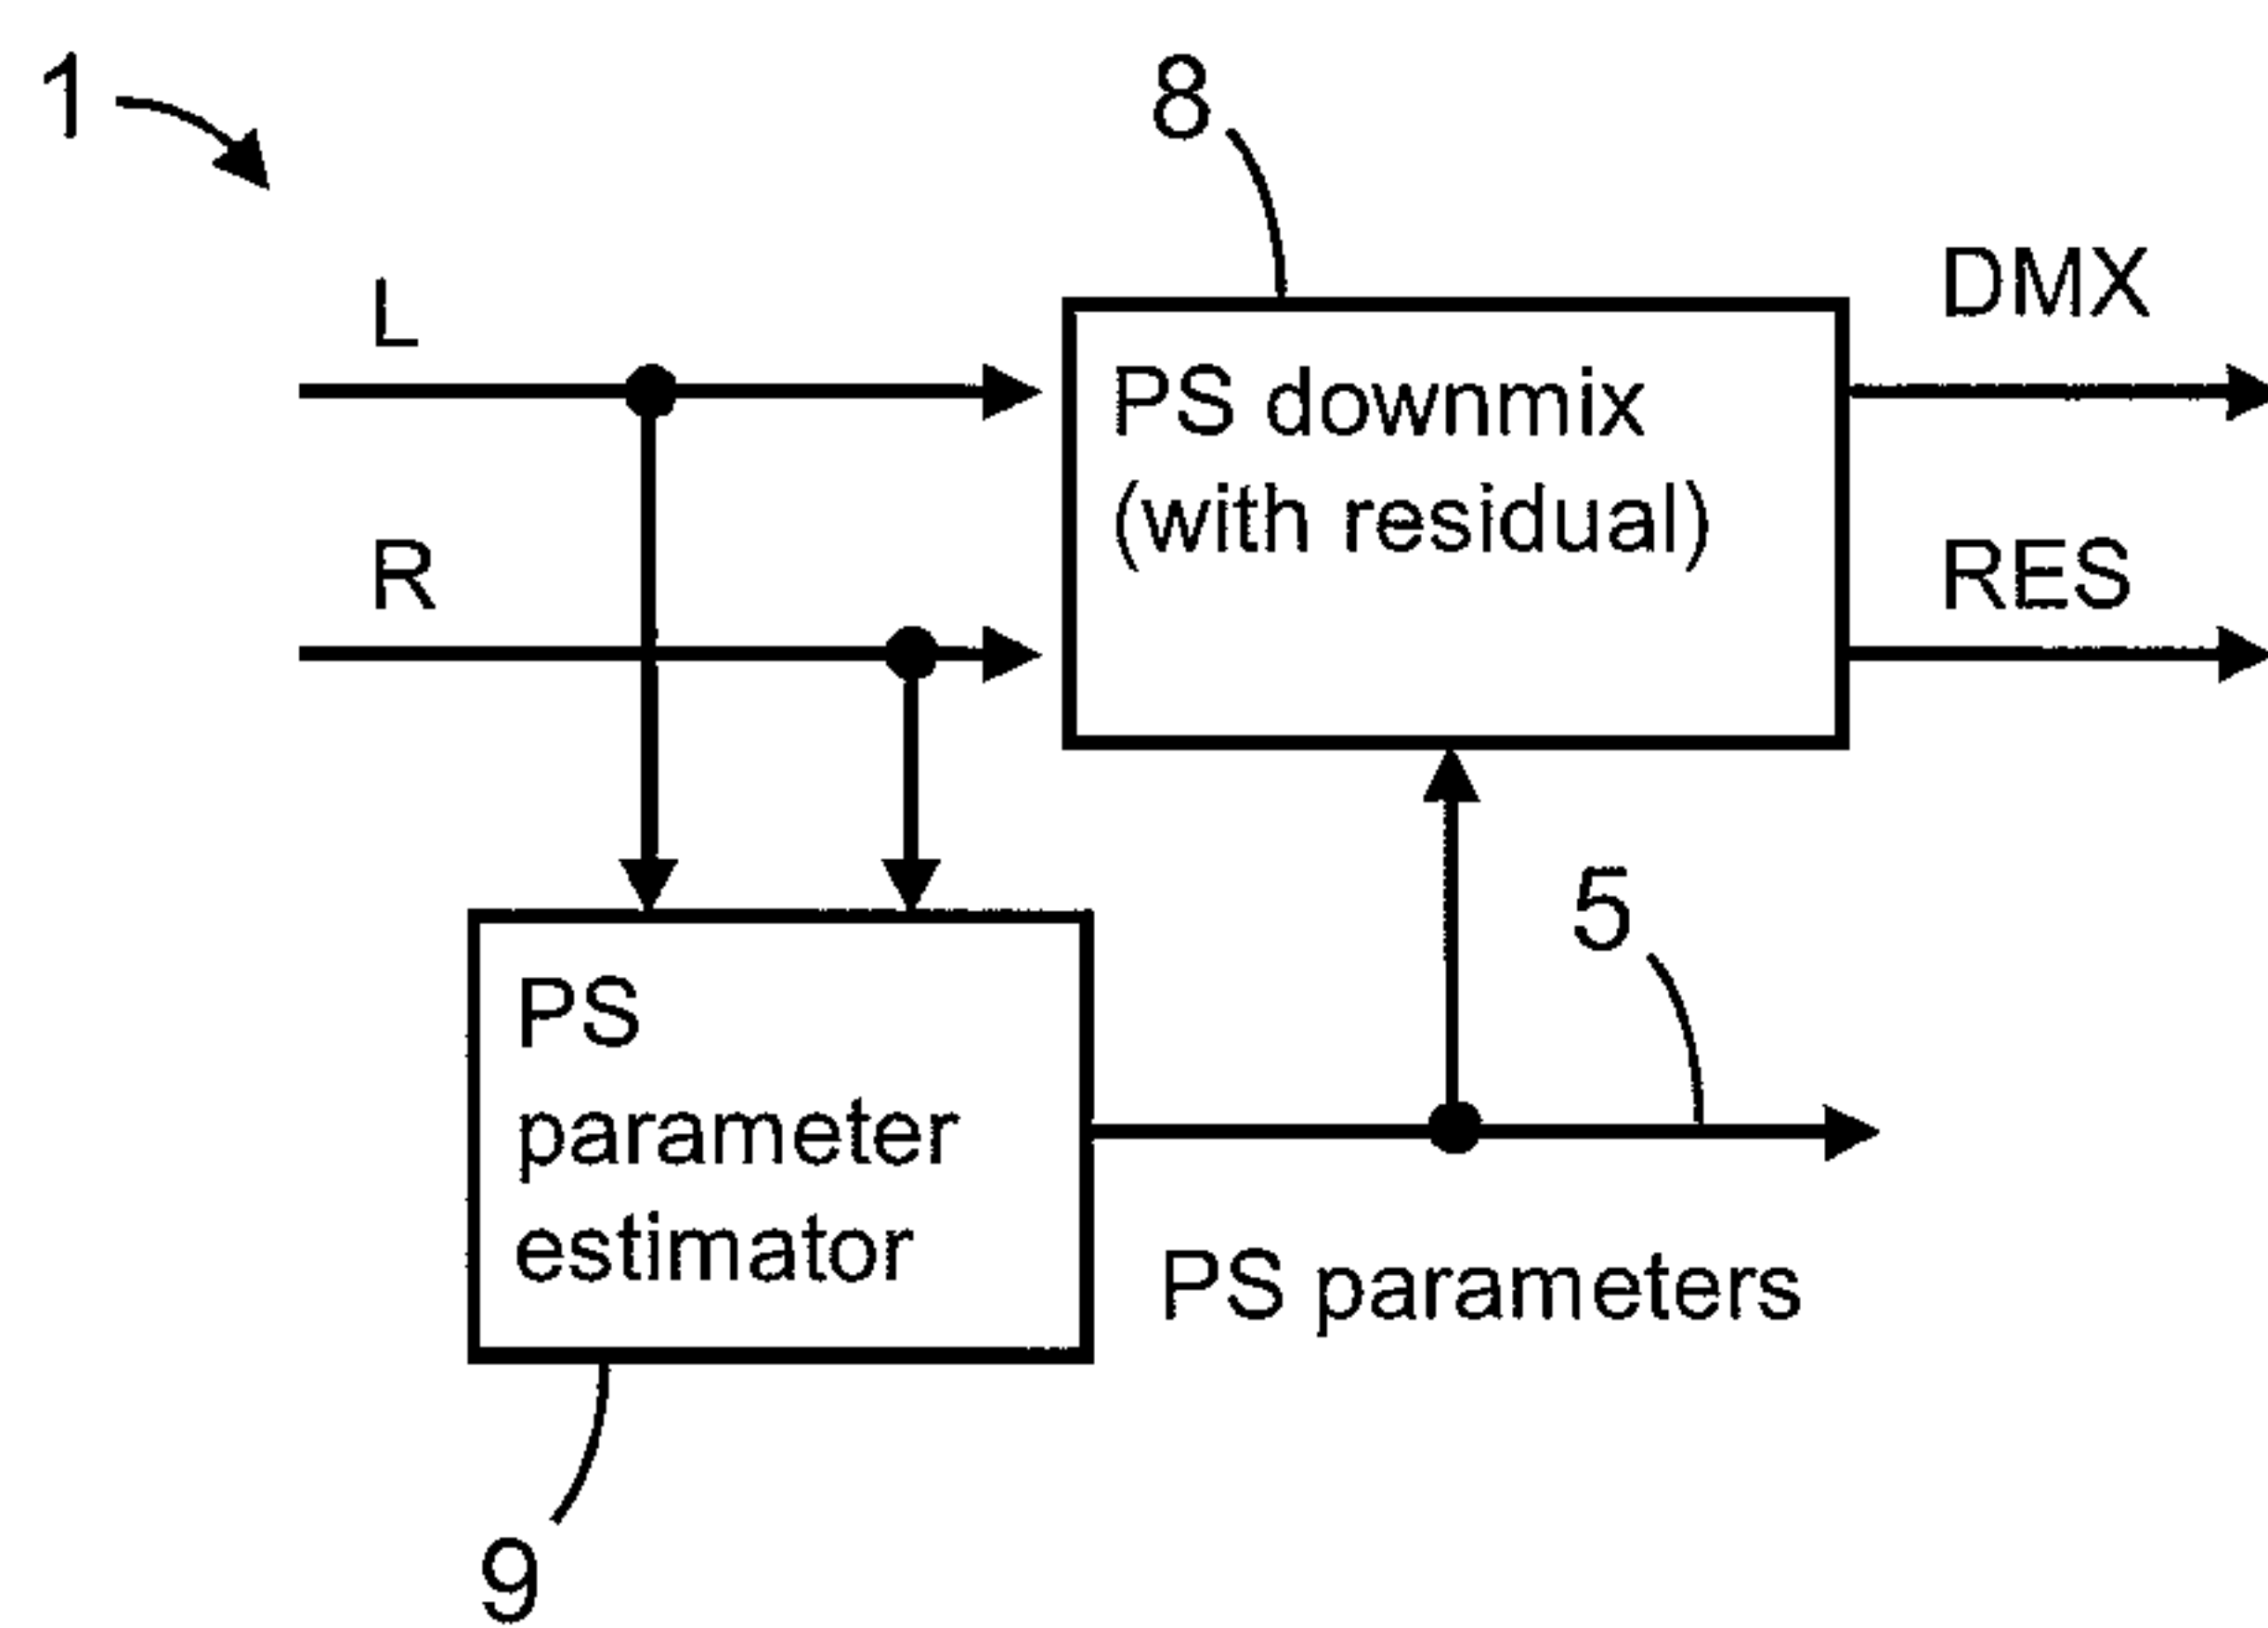 1
8
L
DMX
PS downmix
(with residual)
R
RES
5
PS
parameter
estimator
PS parameters
9